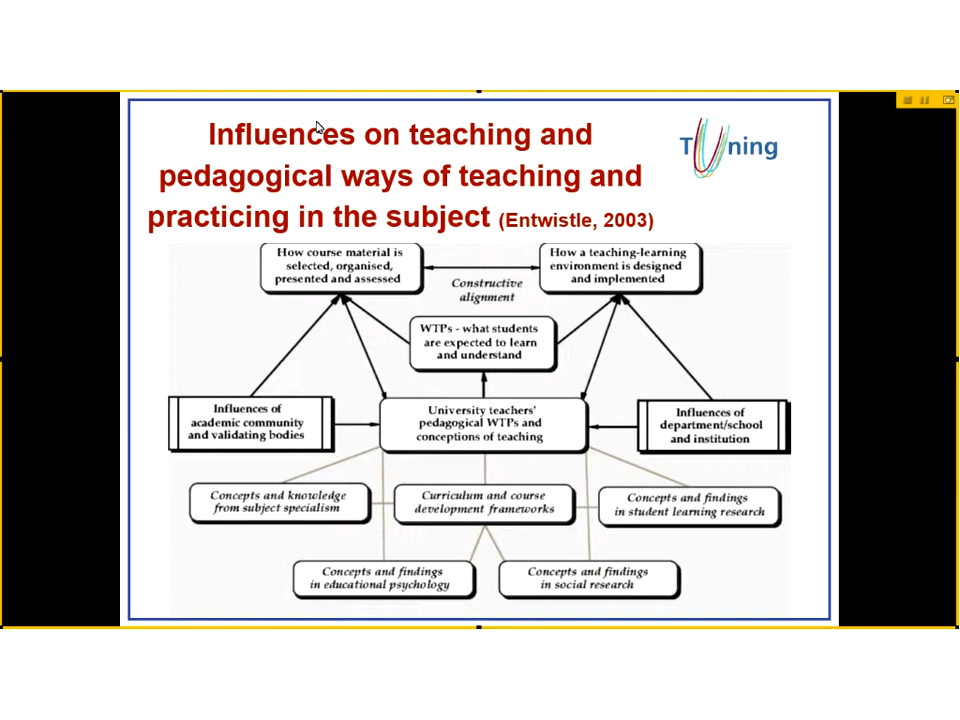 Influences on teaching and
pedagogical ways of teaching and
practicing in the subject (Entwistle, 2003)
TUning
How course material is
selected, organised,
presented and assessed
How a teaching-learning
environment is designed
and implemented
Constructive
alignment
WTPs - what students
are expected to learn
and understand
Influences of
academic community
and validating bodies
University teachers'
pedagogical WTPs and
conceptions of teaching
Influences of
department/school
and institution
Concepts and knowledge
from subject specialism
Curriculum and course
development frameworks
Concepts and findings
in student learning research
Concepts and findings
in educational psychology
Concepts and findings
in social research